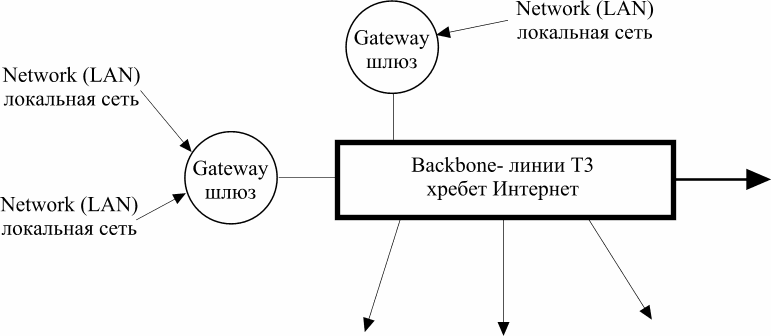 Network (LAN)
локальная сеть
Gateway
шлюз
Network (LAN)
локальная сеть
Gateway
шлюз
Network (LAN)
локальная сеть
Backbone- линии Т3
хребет Интернет